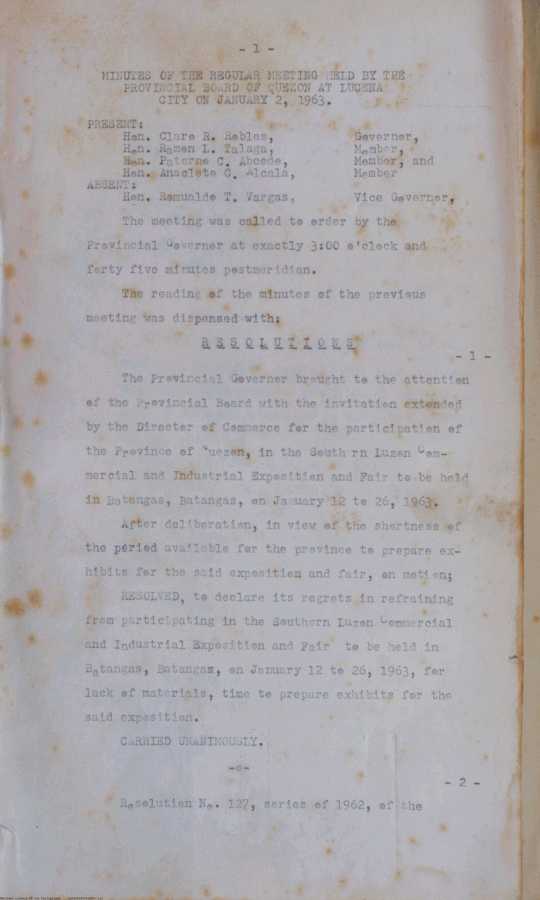 - 1 -
MINUTES OF THE REGULAR MEETING HELD BY THE
PROVINCIAL BOARD OF QUEZON AT LUCENA
CITY ON JANUARY 2, 1963.
PRESENT:
Hon. Claro R. Robles, Governor,
Hon. Ramon L. Talaga, Member,
Hon. Paterno C. Abcede, Member, and
Hon. Anacleto C. Alcala, Member
ABSENT:
Hon. Romualdo T. Vargas, Vice Governor,
The meeting was called to order by the
Provincial Governor at exactly 3:00 o'clock and
forty five minutes postmeridian.
The reading of the minutes of the previous
meeting was dispensed with:
R E S O L U T I O N S
- 1 -
The Provincial Governor brought to the attention
of the Provincial Board with the invitation extended
by the Director of Commerce for the participation of
the Province of Quezon, in the South rn Luzon Com-
mercial and Industrial Exposition and Fair to be held
in Batangas, Batangas, on January 12 to 26, 1963.
After deliberation, in view of the shortness of
the period available for the province to prepare ex-
hibits for the said exposition and fair, on motion;
RESOLVED, to declare its regrets in refraining
from participating in the Southern Luzon Commercial
and Industrial Exposition and Fair to be held in
Batangas, Batangas, on January 12 to 26, 1963, for
lack of materials, time to prepare exhibits for the
said exposition.
CARRIED UNANIMOUSLY.
-o-
- 2 -
Resolution No. 127, series of 1962, of the